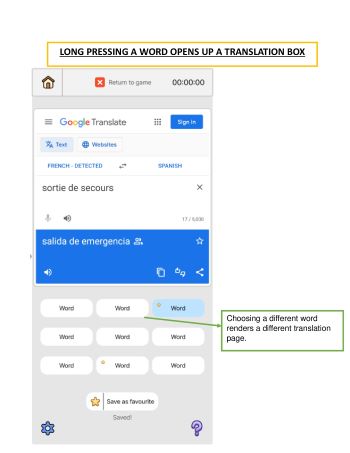 LONG PRESSING A WORD OPENS UP A TRANSLATION BOX
Return to game 00:00:00
Google Translate Sign in
Text Websites
FRENCH - DETECTED SPANISH
sortie de secours
17 / 5,000
salida de emergencia
Word Word Word
Choosing a different word
renders a different translation
page.
Word Word Word
Word Word Word
Save as favourite
Saved!